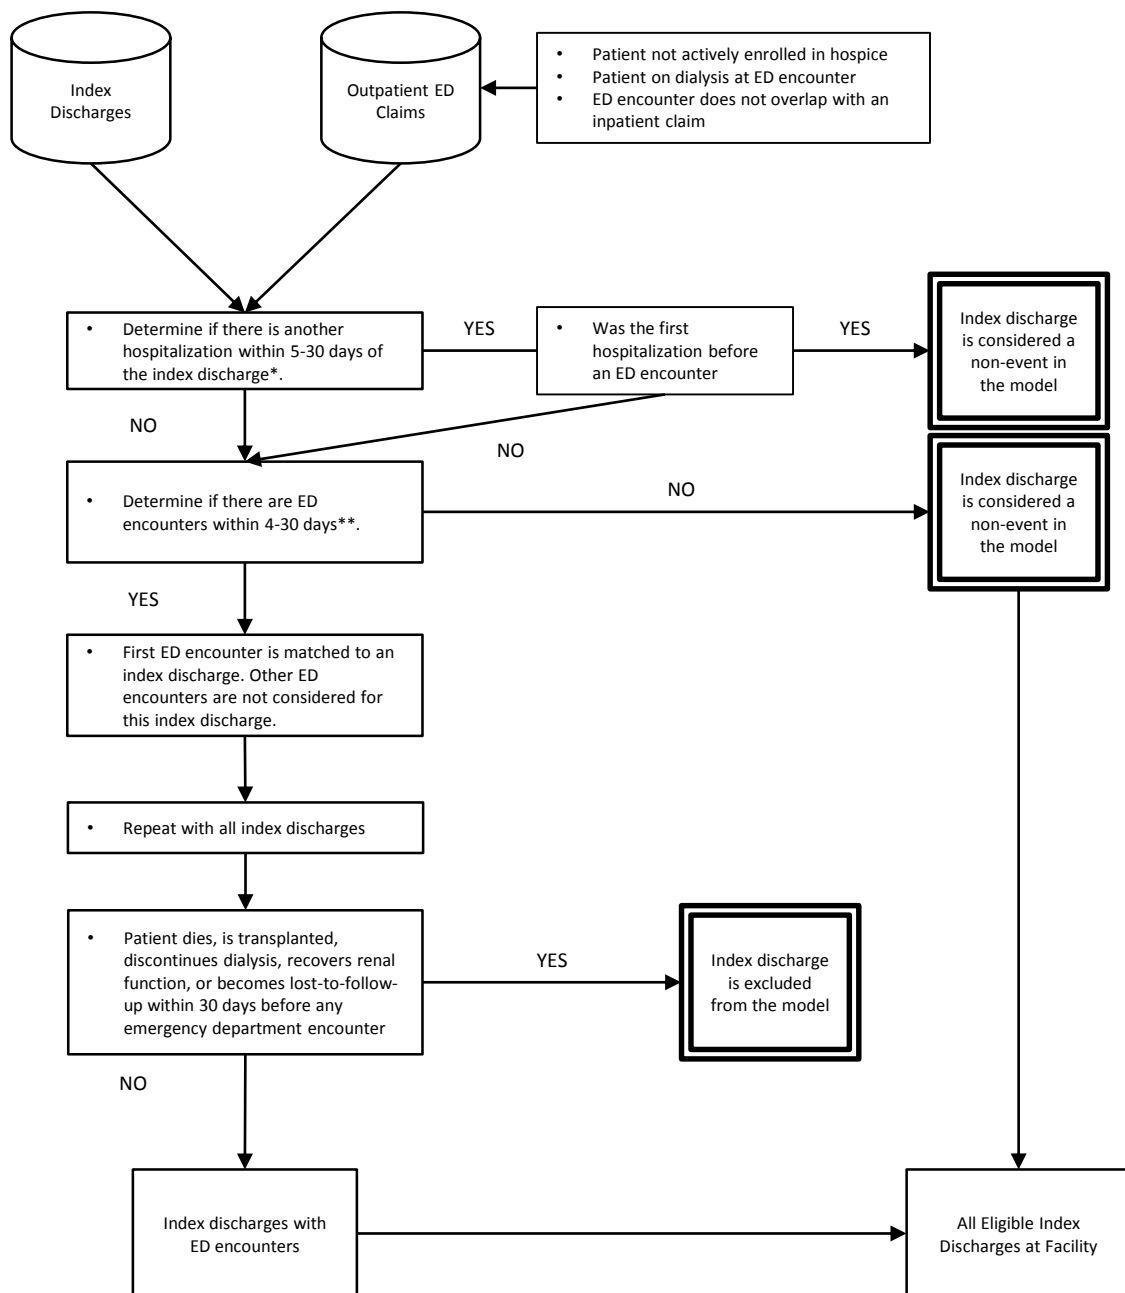 Index
Discharges
Outpatient ED
Claims
• Patient not actively enrolled in hospice
• Patient on dialysis at ED encounter
• ED encounter does not overlap with an
inpatient claim
• Determine if there is another
hospitalization within 5-30 days of
the index discharge*.
YES
• Was the first
hospitalization before
an ED encounter
YES
Index discharge
is considered a
non-event in
the model
NO
NO
• Determine if there are ED
encounters within 4-30 days**.
NO
Index discharge
is considered a
non-event in
the model
YES
• First ED encounter is matched to an
index discharge. Other ED
encounters are not considered for
this index discharge.
• Repeat with all index discharges
• Patient dies, is transplanted,
discontinues dialysis, recovers renal
function, or becomes lost-to-follow-
up within 30 days before any
emergency department encounter
YES
Index discharge
is excluded
from the model
NO
Index discharges with
ED encounters
All Eligible Index
Discharges at Facility